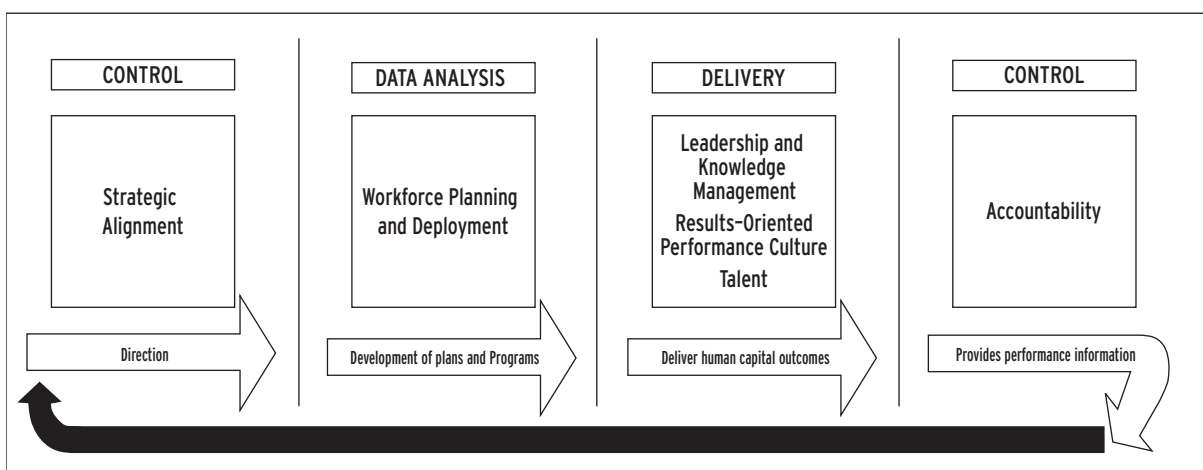 CONTROL
Strategic
Alignment
Direction
DATA ANALYSIS
Workforce Planning
and Deployment
Development of plans and Programs
DELIVERY
Leadership and
Knowledge
Management
Results-Oriented
Performance Culture
Talent
Deliver human capital outcomes
CONTROL
Accountability
Provides performance information